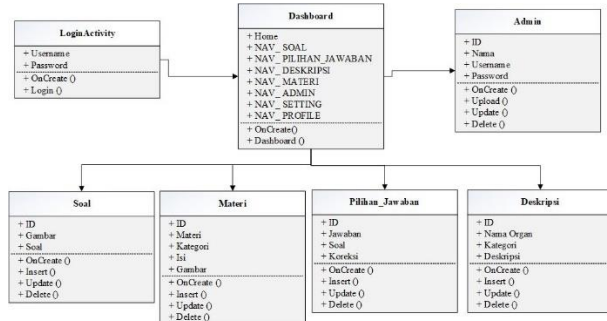 LoginActivity
+ Username
+ Password
+ OnCreate ()
+ Login ()
Dashboard
+ Home
+ NAV_ SOAL
+ NAV_ PILIHAN_JAWABAN
+ NAV_ DESKRIPSI
+ NAV_ MATERI
+ NAV_ ADMIN
+ NAV_ SETTING
+ NAV_ PROFILE
+ OnCreate()
+ Dashboard ()
Admin
+ ID
+ Nama
+ Username
+ Password
+ OnCreate ()
+ Upload ()
+ Update ()
+ Delete ()
Soal
+ ID
+ Gambar
+ Soal
+ OnCreate ()
+ Insert ()
+ Update ()
+ Delete ()
Materi
+ ID
+ Materi
+ Kategori
+ Isi
+ Gambar
+ OnCreate ()
+ Insert ()
+ Update ()
+ Delete ()
Pilihan_Jawaban
+ ID
+ Jawaban
+ Soal
+ Koreksi
+ OnCreate ()
+ Insert ()
+ Update ()
+ Delete ()
Deskripsi
+ ID
+ Nama Organ
+ Kategori
+ Deskripsi
+ OnCreate ()
+ Insert ()
+ Update ()
+ Delete ()